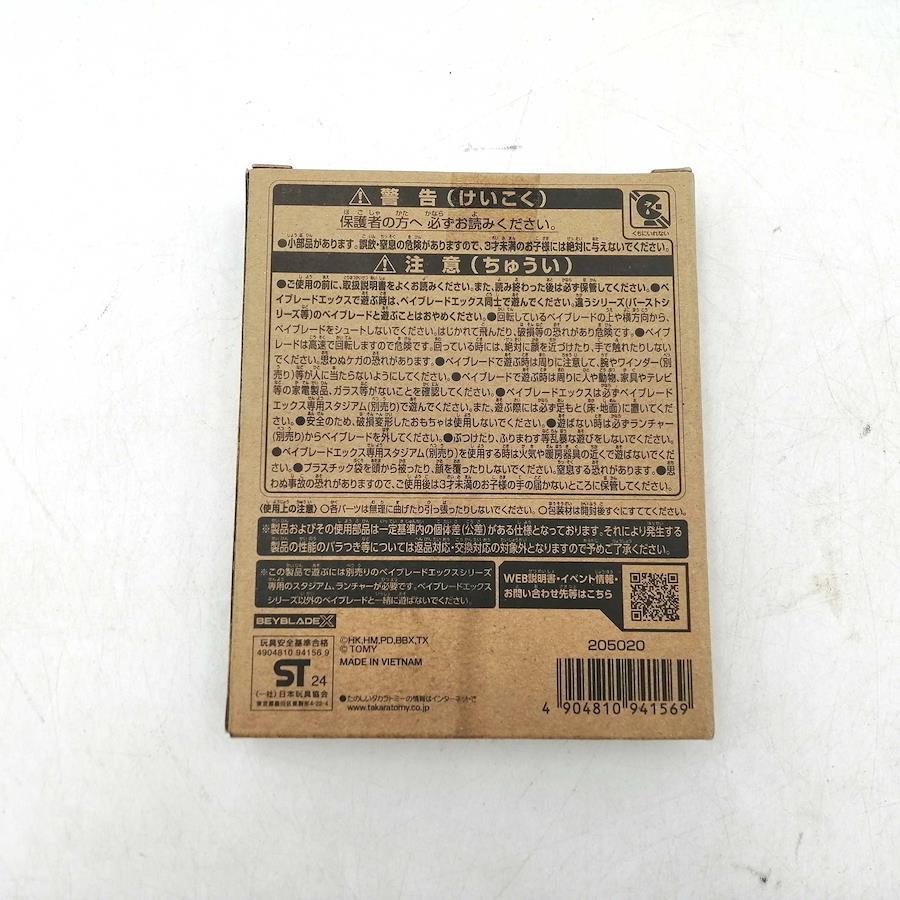 警告(けいこく)
保護者の方へ 必ずお読みください。
くちにいれない
●小部品があります。誤飲・窒息の危険がありますので、3才未満のお子様には絶対に与えないでください。
注意(ちゅうい)
●ご使用の前に、取扱説明書をよくお読みください。また、読み終わった後は必ず保管してください。●ベ
イブレードエックスで遊ぶ時は、ベイブレードエックス同士で遊んでください。違うシリーズ(バーストシ
リーズ等)のベイブレードと遊ぶことはおやめください。●回転しているベイブレードの上や横方向から、
ベイブレードをシュートしないでください。はじかれて飛んだり、破損等の恐れがあり危険です。●ベイブ
レードは高速で回転しますので危険です。回っている時には、絶対に顔を近づけたり、手で触れたりしない
でください。思わぬケガの恐れがあります。●ベイブレードで遊ぶ時は周りに注意して、腕やワインダー(別
売り)等が人に当たらないようにしてください。●ベイブレードで遊ぶ時は周りに人や動物、家具やテレビ
等の家電製品、ガラス等がないことを確認してください。●ベイブレードエックスは必ずベイブレード
エックス専用スタジアム(別売り)で遊んでください。また、遊ぶ際には必ず足もと(床・地面)に置いてくだ
さい。●安全のため、破損変形したおもちゃは使用しないでください。●遊ばない時は必ずランチャー
(別売り)からベイブレードを外してください。●ぶつけたり、ふりまわす等乱暴な遊びをしないでください。
●ベイブレードエックス専用スタジアム(別売り)を使用する時は火気や暖房器具の近くで遊ばないでくだ
さい。●プラスチック袋を頭から被ったり、顔を覆ったりしないでください。窒息する恐れがあります。●思
わぬ事故の恐れがありますので、ご使用後は3才未満のお子様の手の届かないところに保管してください。
〈使用上の注意〉○各パーツは無理に曲げたり引っ張ったりしないでください。○包装材は開封後すぐにすててください。
※製品およびその使用部品は一定基準内の個体差(公差)がある仕様となっております。それにより発生する
製品の性能のバラつき等については返品対応・交換対応の対象外となりますので予めご了承ください。
※この製品で遊ぶには別売りのベイブレードエックスシリーズ
専用のスタジアム、ランチャーが必要です。ベイブレードエックス
シリーズ以外のベイブレードと一緒に遊ばないでください。
WEB説明書・イベント情報・
お問い合わせ先等はこちら
BEYBLADE X
玩具安全基準合格
4904810 94156 9
ST 24
(一社)日本玩具協会
東京都墨田区東駒形4-22-4
©HK,HM,PD,BBX,TX
© TOMY
MADE IN VIETNAM
●たのしいタカラトミーの情報はインターネットで
www.takaratomy.co.jp
205020
4 904810 941569